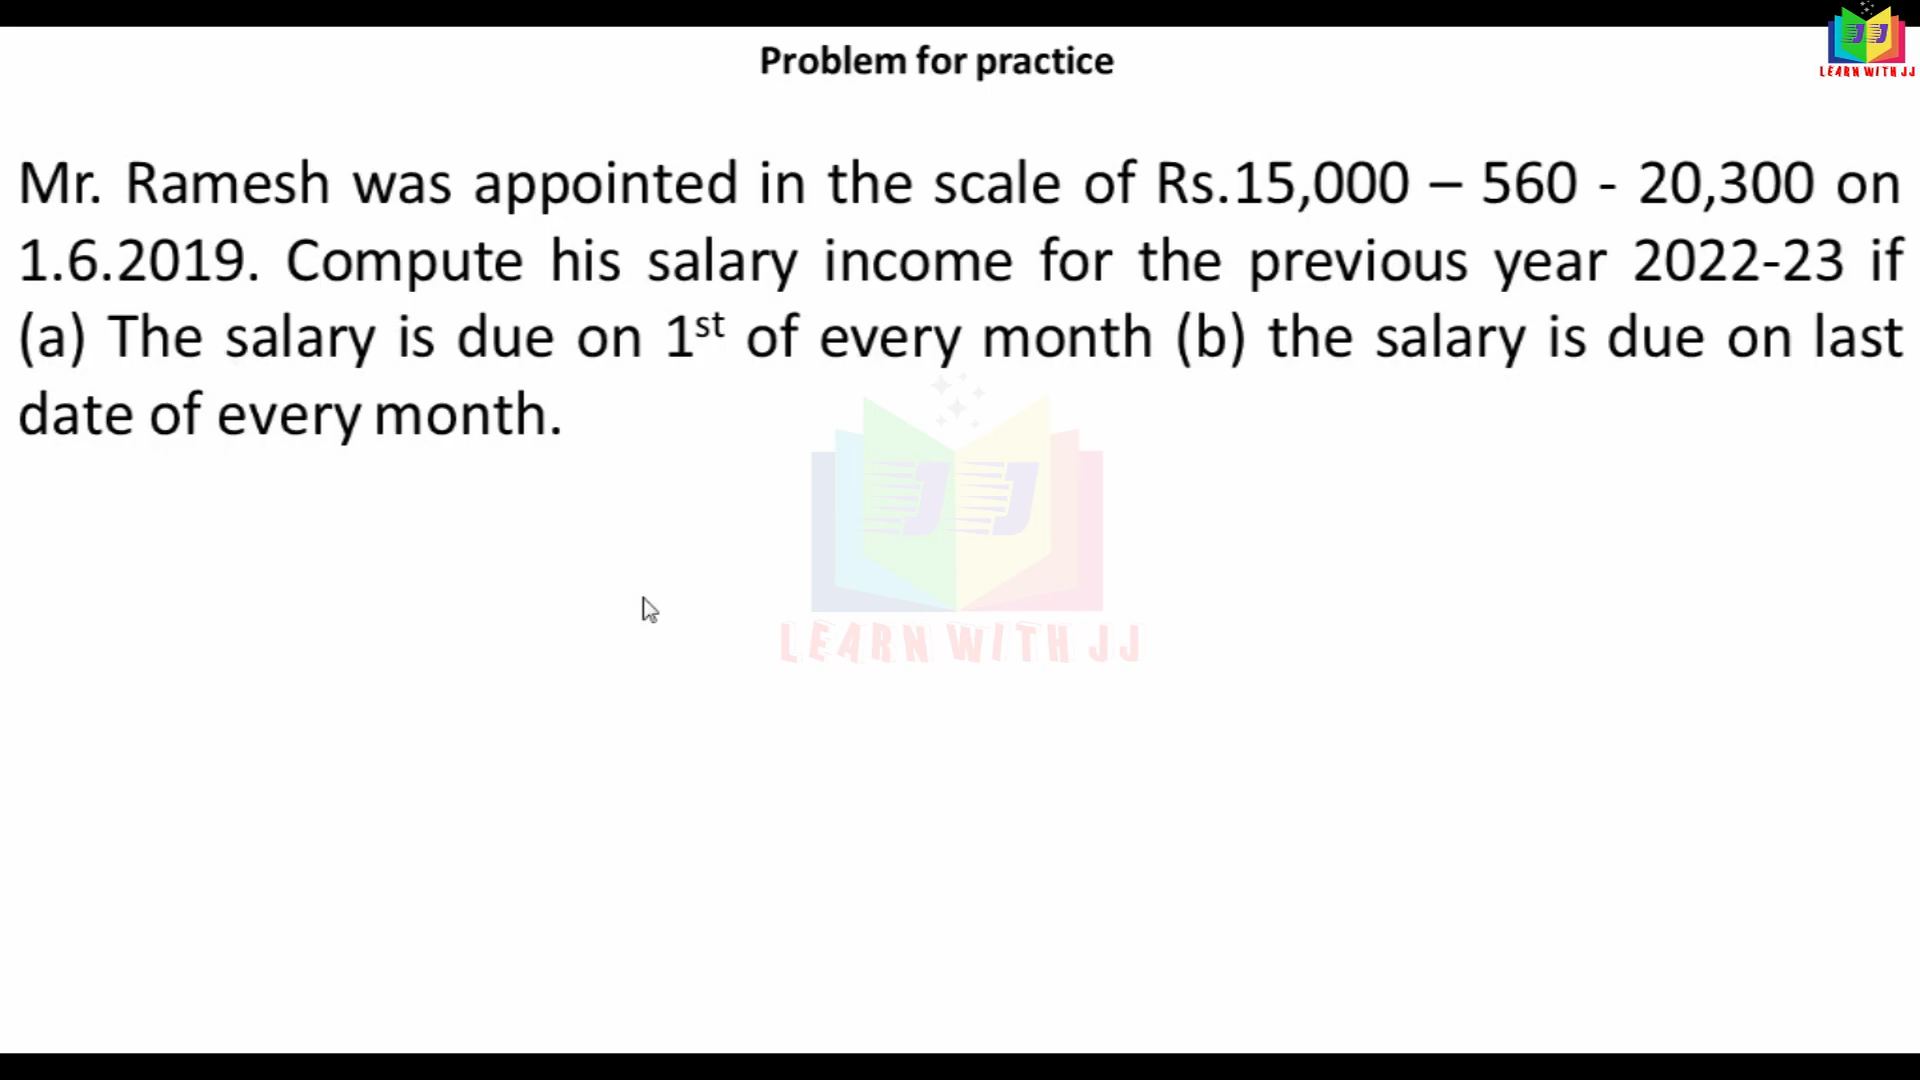 Problem for practice
LEARN WITH JJ
Mr. Ramesh was appointed in the scale of Rs.15,000 – 560 - 20,300 on
1.6.2019. Compute his salary income for the previous year 2022-23 if
(a) The salary is due on 1st of every month (b) the salary is due on last
date of every month.
JJ
LEARN WITH JJ